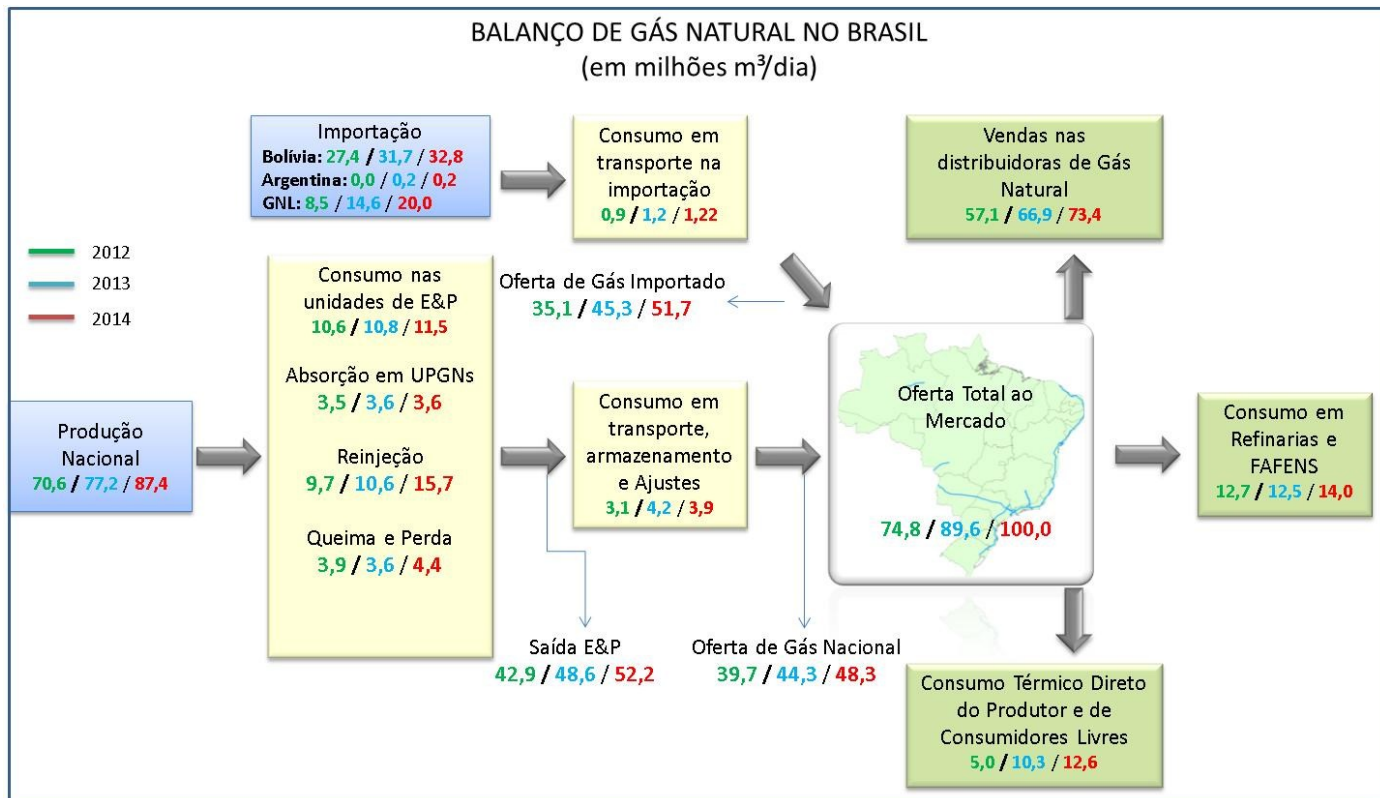 BALANÇO DE GÁS NATURAL NO BRASIL
(em milhões m³/dia)
Importação
Bolívia: 27,4 / 31,7 / 32,8
Argentina: 0,0 / 0,2 / 0,2
GNL: 8,5 / 14,6 / 20,0
Consumo em
transporte na
importação
0,9 / 1,2 / 1,22
Vendas nas
distribuidoras de Gás
Natural
57,1 / 66,9 / 73,4
2012
2013
2014
Consumo nas
unidades de E&P
10,6 / 10,8 / 11,5
Absorção em UPGNs
3,5 / 3,6 / 3,6
Reinjeção
9,7 / 10,6 / 15,7
Queima e Perda
3,9 / 3,6 / 4,4
Oferta de Gás Importado
35,1 / 45,3 / 51,7
Produção
Nacional
70,6 / 77,2 / 87,4
Consumo em
transporte,
armazenamento
e Ajustes
3,1 / 4,2 / 3,9
Oferta Total ao
Mercado
74,8 / 89,6 / 100,0
Consumo em
Refinarias e
FAFENS
12,7 / 12,5 / 14,0
Saída E&P
42,9 / 48,6 / 52,2
Oferta de Gás Nacional
39,7 / 44,3 / 48,3
Consumo Térmico Direto
do Produtor e de
Consumidores Livres
5,0 / 10,3 / 12,6